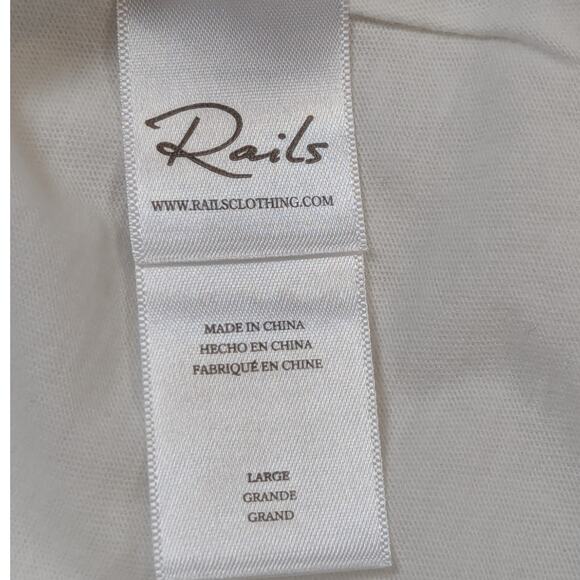 Rails
WWW.RAILSCLOTHING.COM
MADE IN CHINA
HECHO EN CHINA
FABRIQUÉ EN CHINE
LARGE
GRANDE
GRAND